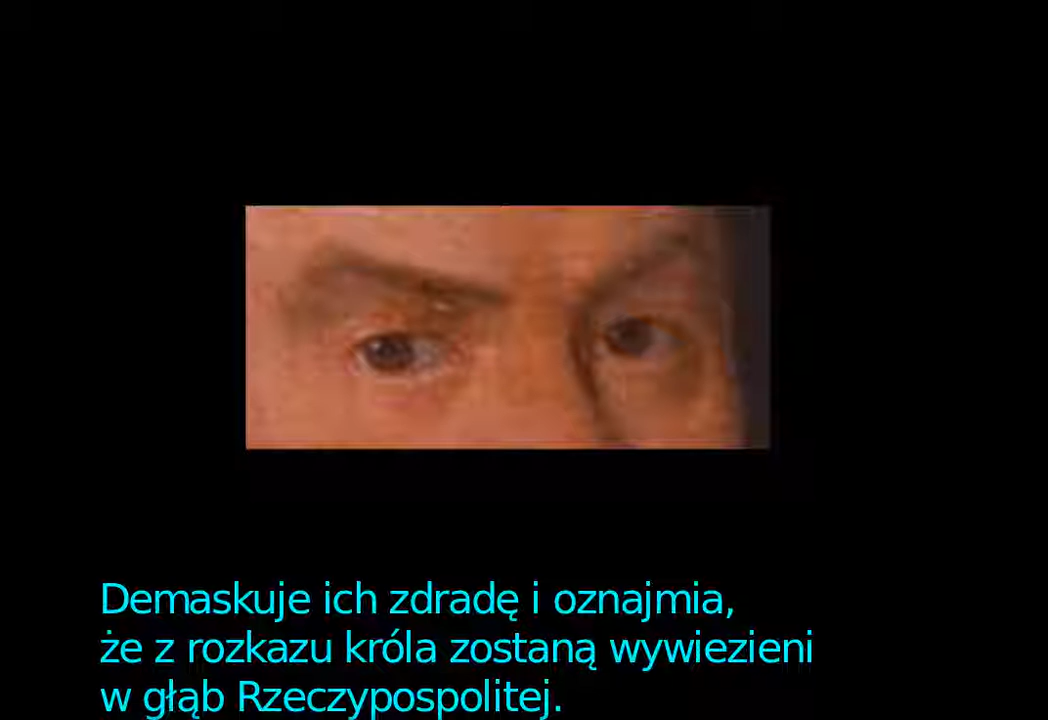 Demaskuje ich zdradę i oznajmia,
że z rozkazu króla zostaną wywiezieni
w głąb Rzeczypospolitej.